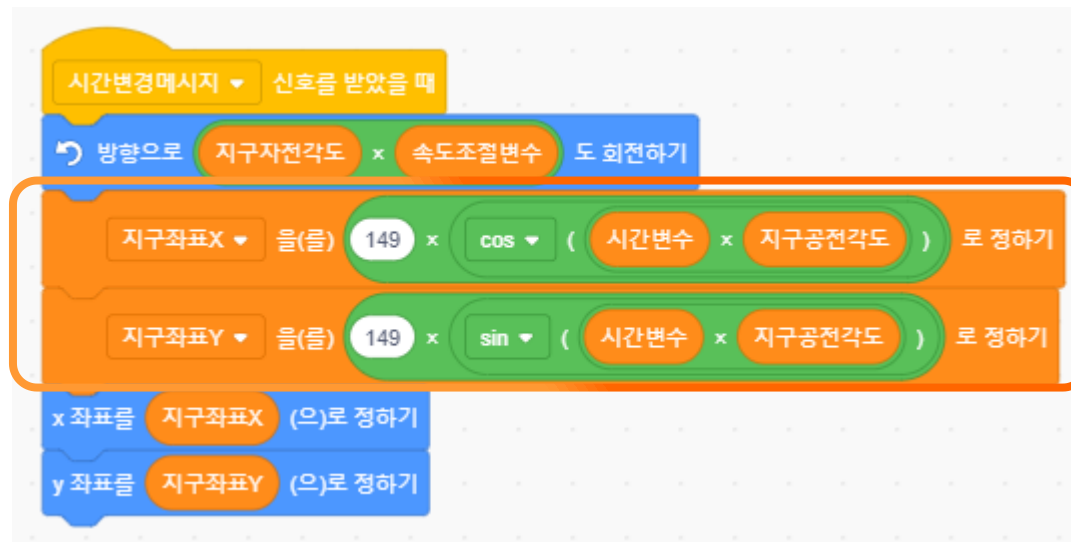 시간변경메시지 신호를 받았을 때
방향으로 지구자전각도 × 속도조절변수 도 회전하기
지구좌표X 을(를) 149 × cos ( 시간변수 × 지구공전각도 ) 로 정하기
지구좌표Y 을(를) 149 × sin ( 시간변수 × 지구공전각도 ) 로 정하기
x 좌표를 지구좌표X (으)로 정하기
y 좌표를 지구좌표Y (으)로 정하기